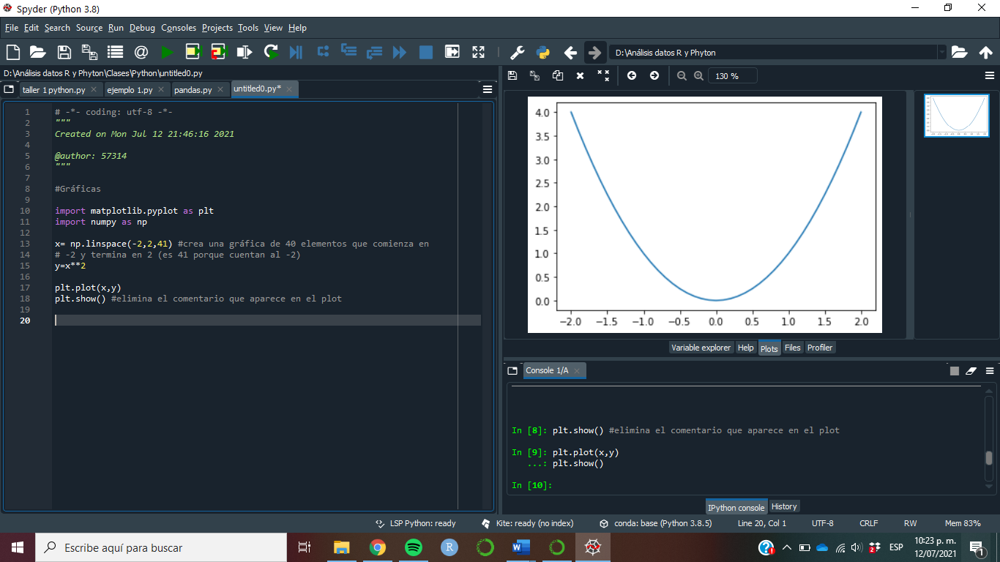 Spyder (Python 3.8)
File Edit Search Source Run Debug Consoles Projects Tools View Help
D:\Análisis datos R y Phyton
D:\Análisis datos R y Phyton\Clases\Python\untitled0.py
taller 1 python.py
ejemplo 1.py
pandas.py
untitled0.py*
1 # -*- coding: utf-8 -*-
2 """
3 Created on Mon Jul 12 21:46:16 2021
4
5 @author: 57314
6 """
7
8 #Gráficas
9
10 import matplotlib.pyplot as plt
11 import numpy as np
12
13 x= np.linspace(-2,2,41) #crea una gráfica de 40 elementos que comienza en
14 # -2 y termina en 2 (es 41 porque cuentan al -2)
15 y=x**2
16
17 plt.plot(x,y)
18 plt.show() #elimina el comentario que aparece en el plot
19
20
130 %
4.0
3.5
3.0
2.5
2.0
1.5
1.0
0.5
0.0
−2.0 −1.5 −1.0 −0.5 0.0 0.5 1.0 1.5 2.0
Variable explorer Help Plots Files Profiler
Console 1/A
In [8]: plt.show() #elimina el comentario que aparece en el plot
In [9]: plt.plot(x,y)
...: plt.show()
In [10]:
IPython console History
LSP Python: ready Kite: ready (no index) conda: base (Python 3.8.5) Line 20, Col 1 UTF-8 CRLF RW Mem 83%
Escribe aquí para buscar
ESP
10:23 p. m.
12/07/2021
1